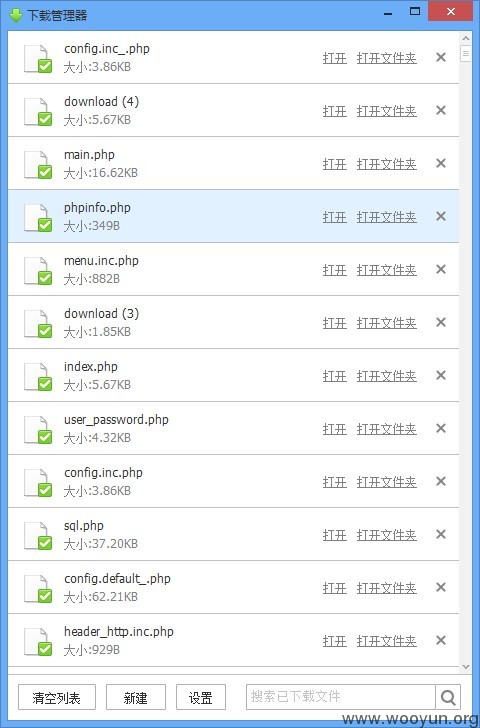 下载管理器
config.inc_.php
大小:3.86KB
打开 打开文件夹
download (4)
大小:5.67KB
打开 打开文件夹
main.php
大小:16.62KB
打开 打开文件夹
phpinfo.php
大小:349B
打开 打开文件夹
menu.inc.php
大小:882B
打开 打开文件夹
download (3)
大小:1.85KB
打开 打开文件夹
index.php
大小:5.67KB
打开 打开文件夹
user_password.php
大小:4.32KB
打开 打开文件夹
config.inc.php
大小:3.86KB
打开 打开文件夹
sql.php
大小:37.20KB
打开 打开文件夹
config.default_.php
大小:62.21KB
打开 打开文件夹
header_http.inc.php
大小:929B
打开 打开文件夹
清空列表 新建 设置 搜索已下载文件
www.wooyun.org